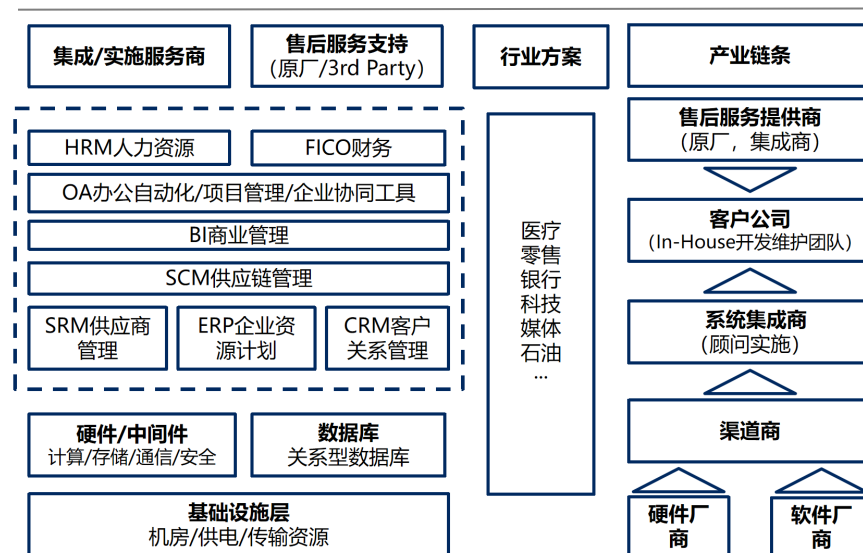 集成/实施服务商
售后服务支持
(原厂/3rd Party)
行业方案
产业链条
HRM人力资源
FICO财务
OA办公自动化/项目管理/企业协同工具
BI商业管理
SCM供应链管理
SRM供应商
管理
ERP企业资
源计划
CRM客户
关系管理
硬件/中间件
计算/存储/通信/安全
数据库
关系型数据库
基础设施层
机房/供电/传输资源
医疗
零售
银行
科技
媒体
石油
...
售后服务提供商
(原厂，集成商)
客户公司
(In-House开发维护团队)
系统集成商
(顾问实施)
渠道商
硬件厂
商
软件厂
商